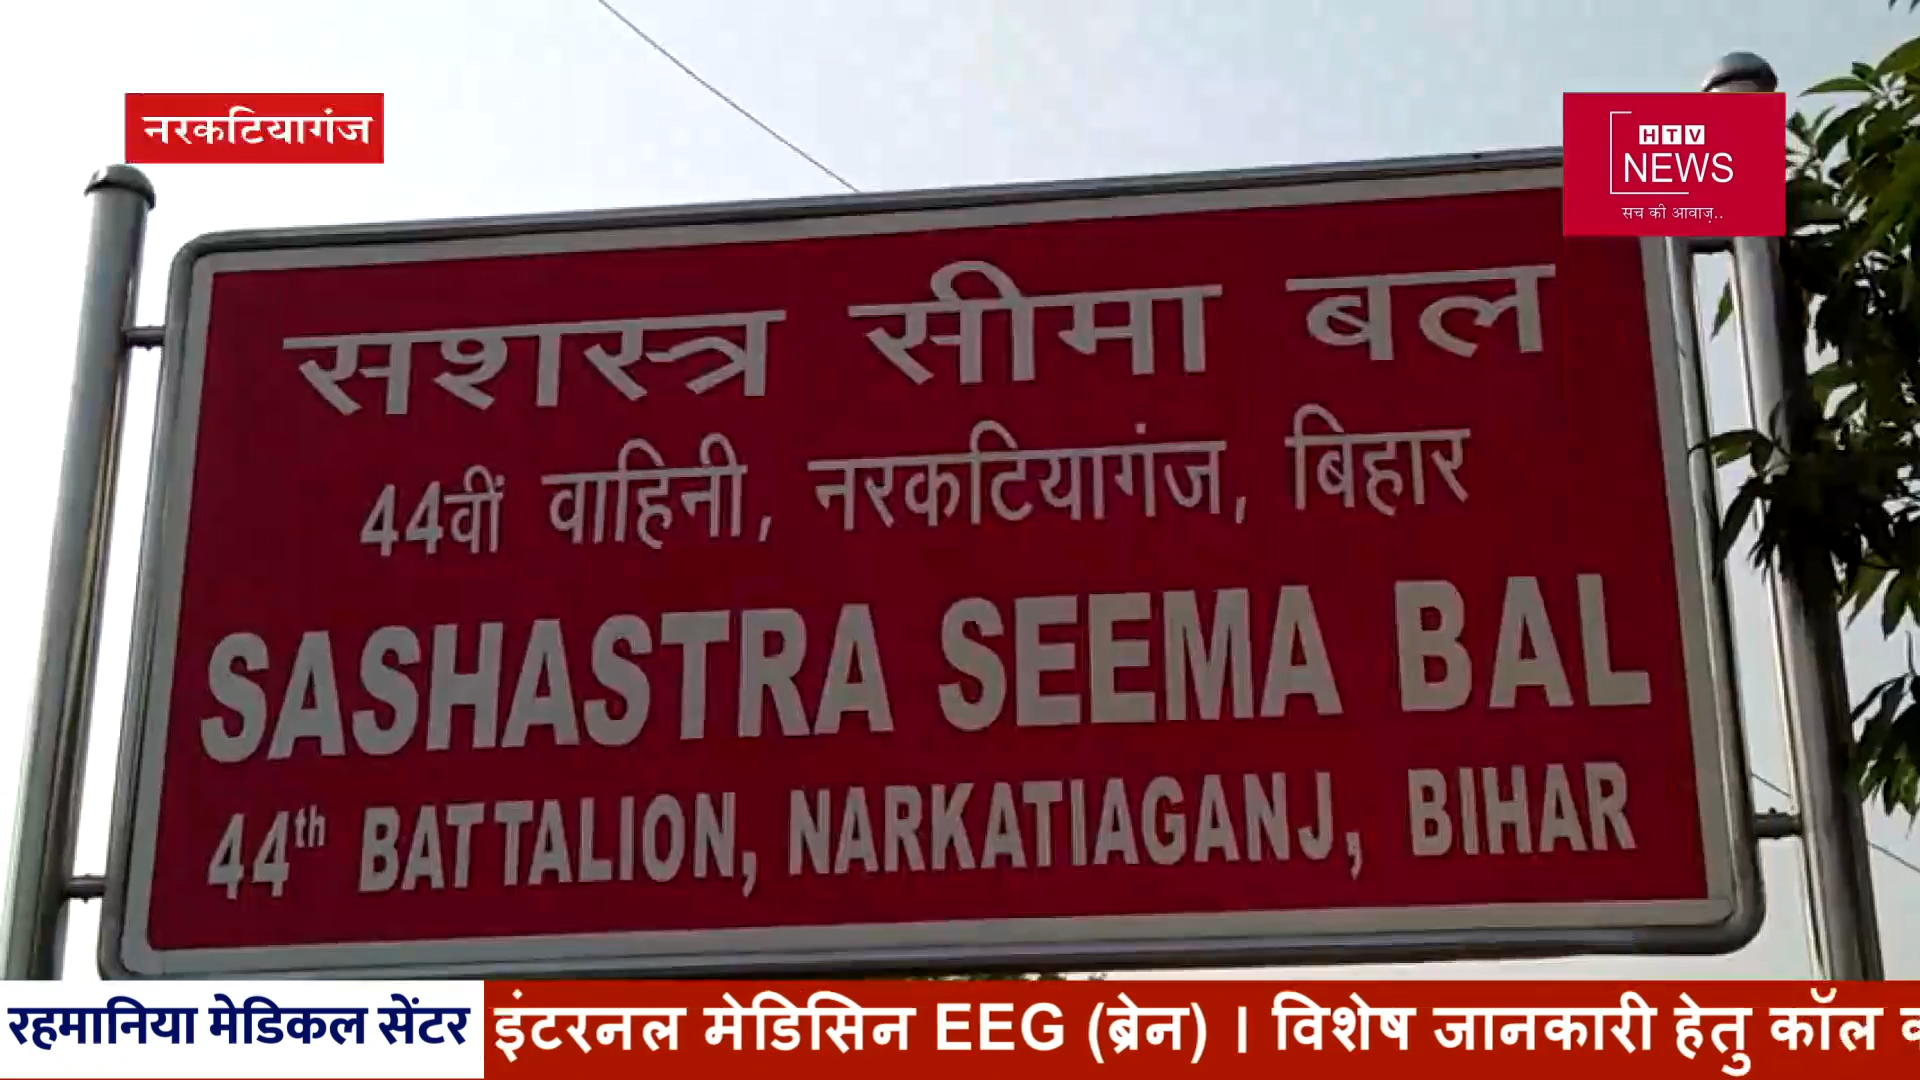 नरकटियागंज
HTV
NEWS
सच की आवाज़..
सशस्त्र सीमा बल
44वीं वाहिनी, नरकटियागंज, बिहार
SASHASTRA SEEMA BAL
44th BATTALION, NARKATIAGANJ, BIHAR
रहमानिया मेडिकल सेंटर
इंटरनल मेडिसिन EEG (ब्रेन) । विशेष जानकारी हेतु कॉल